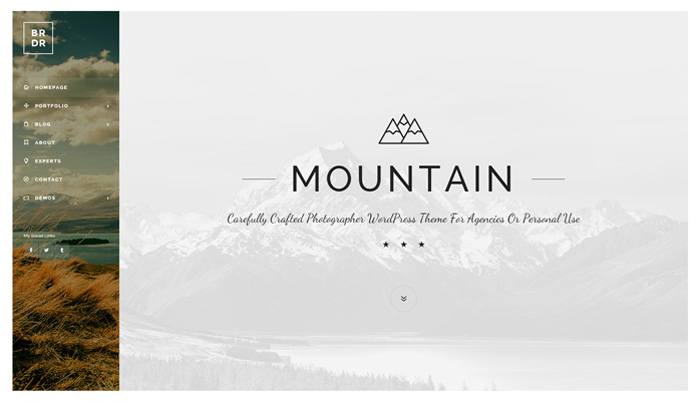 BR
DR
HOMEPAGE
PORTFOLIO
BLOG
ABOUT
EXPERTS
CONTACT
DEMOS
My Social Links
MOUNTAIN
Carefully Crafted Photographer WordPress Theme For Agencies Or Personal Use